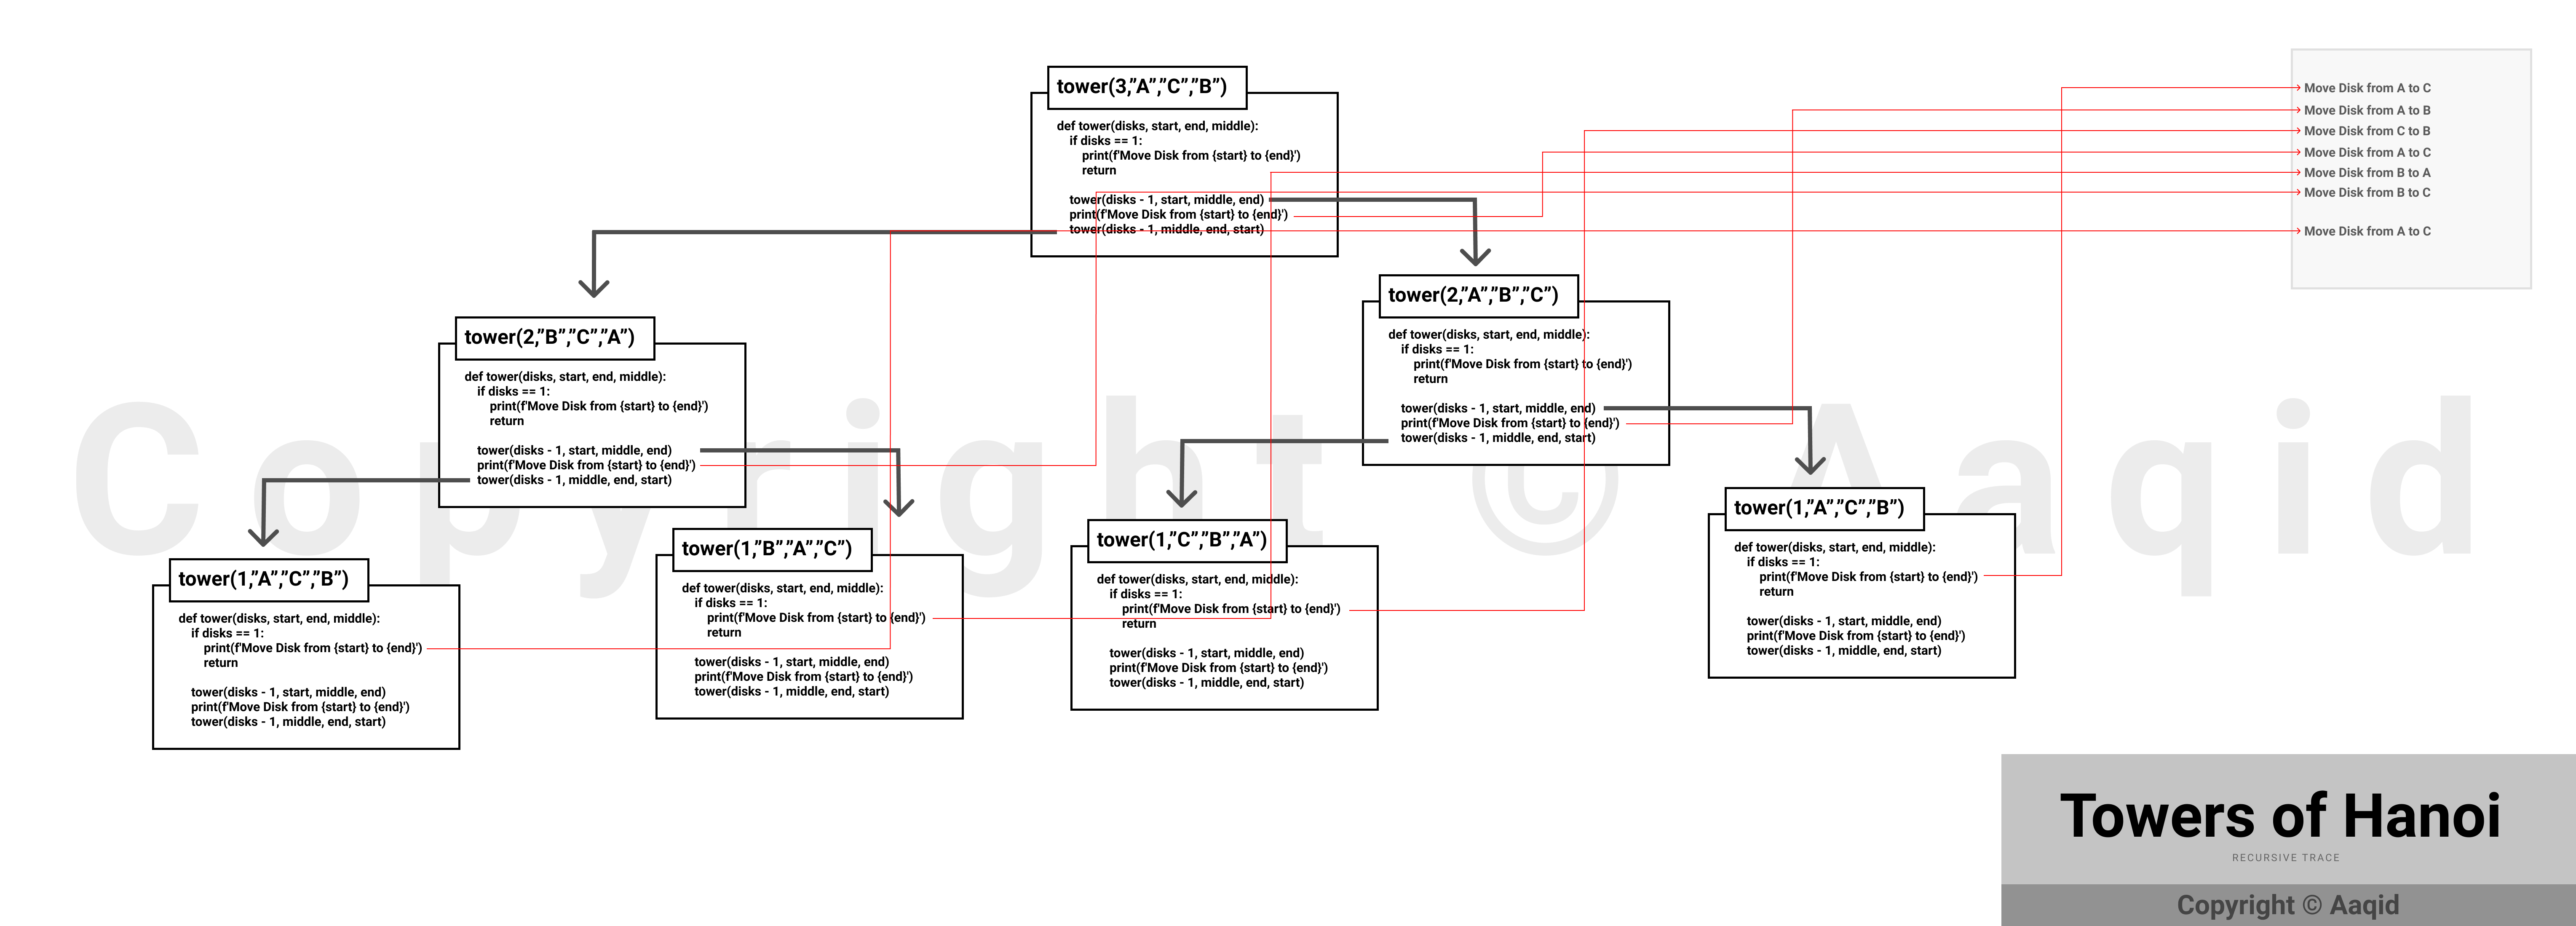 tower(3,”A”,”C”,”B”)
def tower(disks, start, end, middle):
if disks == 1:
print(f'Move Disk from {start} to {end}')
return
tower(disks - 1, start, middle, end)
print(f'Move Disk from {start} to {end}')
tower(disks - 1, middle, end, start)
Move Disk from A to C
Move Disk from A to B
Move Disk from C to B
Move Disk from A to C
Move Disk from B to A
Move Disk from B to C
Move Disk from A to C
tower(2,”B”,”C”,”A”)
def tower(disks, start, end, middle):
if disks == 1:
print(f'Move Disk from {start} to {end}')
return
tower(disks - 1, start, middle, end)
print(f'Move Disk from {start} to {end}')
tower(disks - 1, middle, end, start)
tower(2,”A”,”B”,”C”)
def tower(disks, start, end, middle):
if disks == 1:
print(f'Move Disk from {start} to {end}')
return
tower(disks - 1, start, middle, end)
print(f'Move Disk from {start} to {end}')
tower(disks - 1, middle, end, start)
tower(1,”A”,”C”,”B”)
def tower(disks, start, end, middle):
if disks == 1:
print(f'Move Disk from {start} to {end}')
return
tower(disks - 1, start, middle, end)
print(f'Move Disk from {start} to {end}')
tower(disks - 1, middle, end, start)
tower(1,”B”,”A”,”C”)
def tower(disks, start, end, middle):
if disks == 1:
print(f'Move Disk from {start} to {end}')
return
tower(disks - 1, start, middle, end)
print(f'Move Disk from {start} to {end}')
tower(disks - 1, middle, end, start)
tower(1,”C”,”B”,”A”)
def tower(disks, start, end, middle):
if disks == 1:
print(f'Move Disk from {start} to {end}')
return
tower(disks - 1, start, middle, end)
print(f'Move Disk from {start} to {end}')
tower(disks - 1, middle, end, start)
tower(1,”A”,”C”,”B”)
def tower(disks, start, end, middle):
if disks == 1:
print(f'Move Disk from {start} to {end}')
return
tower(disks - 1, start, middle, end)
print(f'Move Disk from {start} to {end}')
tower(disks - 1, middle, end, start)
Copyright © Aaqid
Towers of Hanoi
RECURSIVE TRACE
Copyright © Aaqid